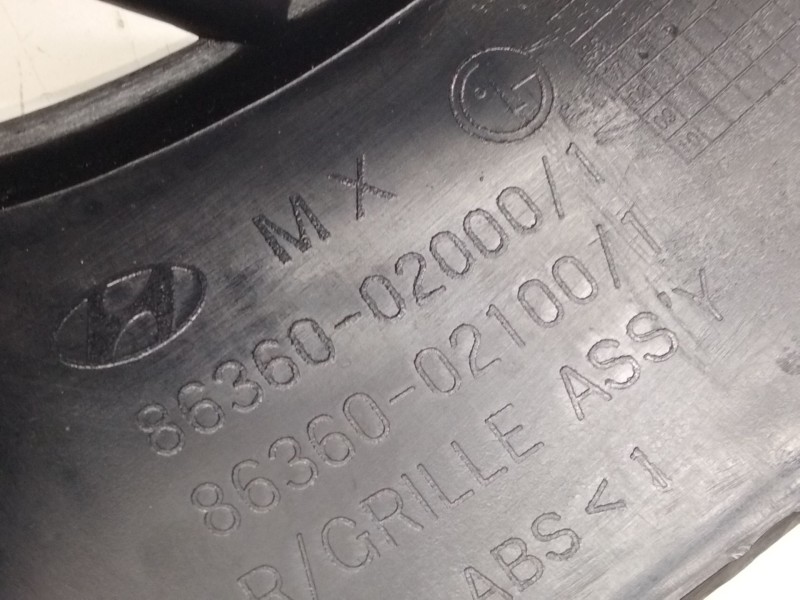 MX
86360-02000/1
86360-02100/1
R/GRILLE ASS'Y
ABS < 1